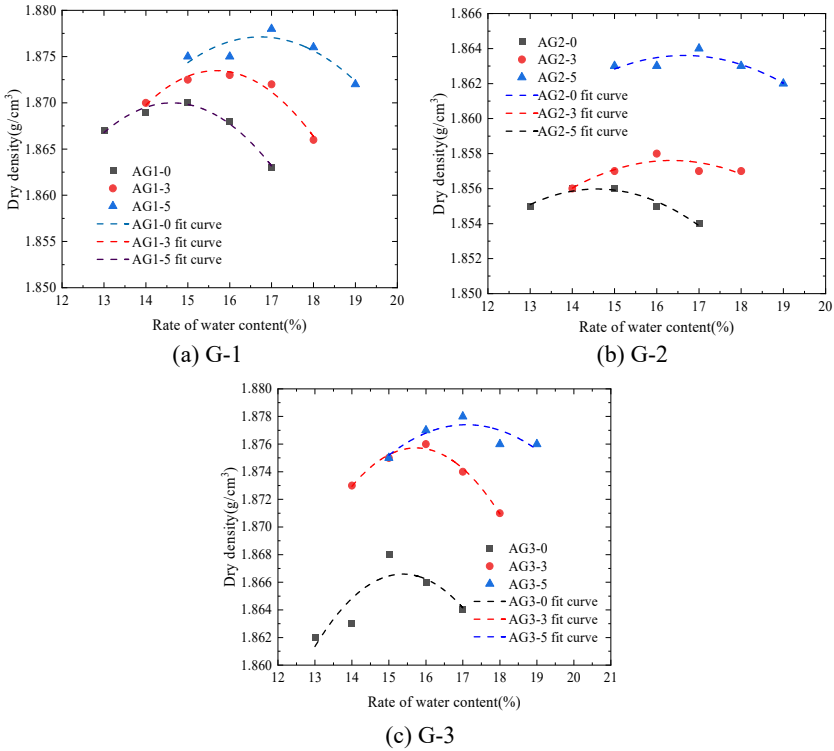 1.880
1.875
1.870
1.865
1.860
1.855
1.850
Dry density(g/cm³)
AG1-0
AG1-3
AG1-5
AG1-0 fit curve
AG1-3 fit curve
AG1-5 fit curve
12 13 14 15 16 17 18 19 20
Rate of water content(%)
(a) G-1
1.866
1.864
1.862
1.860
1.858
1.856
1.854
1.852
1.850
Dry density(g/cm³)
AG2-0
AG2-3
AG2-5
AG2-0 fit curve
AG2-3 fit curve
AG2-5 fit curve
12 13 14 15 16 17 18 19 20
Rate of water content(%)
(b) G-2
1.880
1.878
1.876
1.874
1.872
1.870
1.868
1.866
1.864
1.862
1.860
Dry density(g/cm³)
AG3-0
AG3-3
AG3-5
AG3-0 fit curve
AG3-3 fit curve
AG3-5 fit curve
12 13 14 15 16 17 18 19 20 21
Rate of water content(%)
(c) G-3